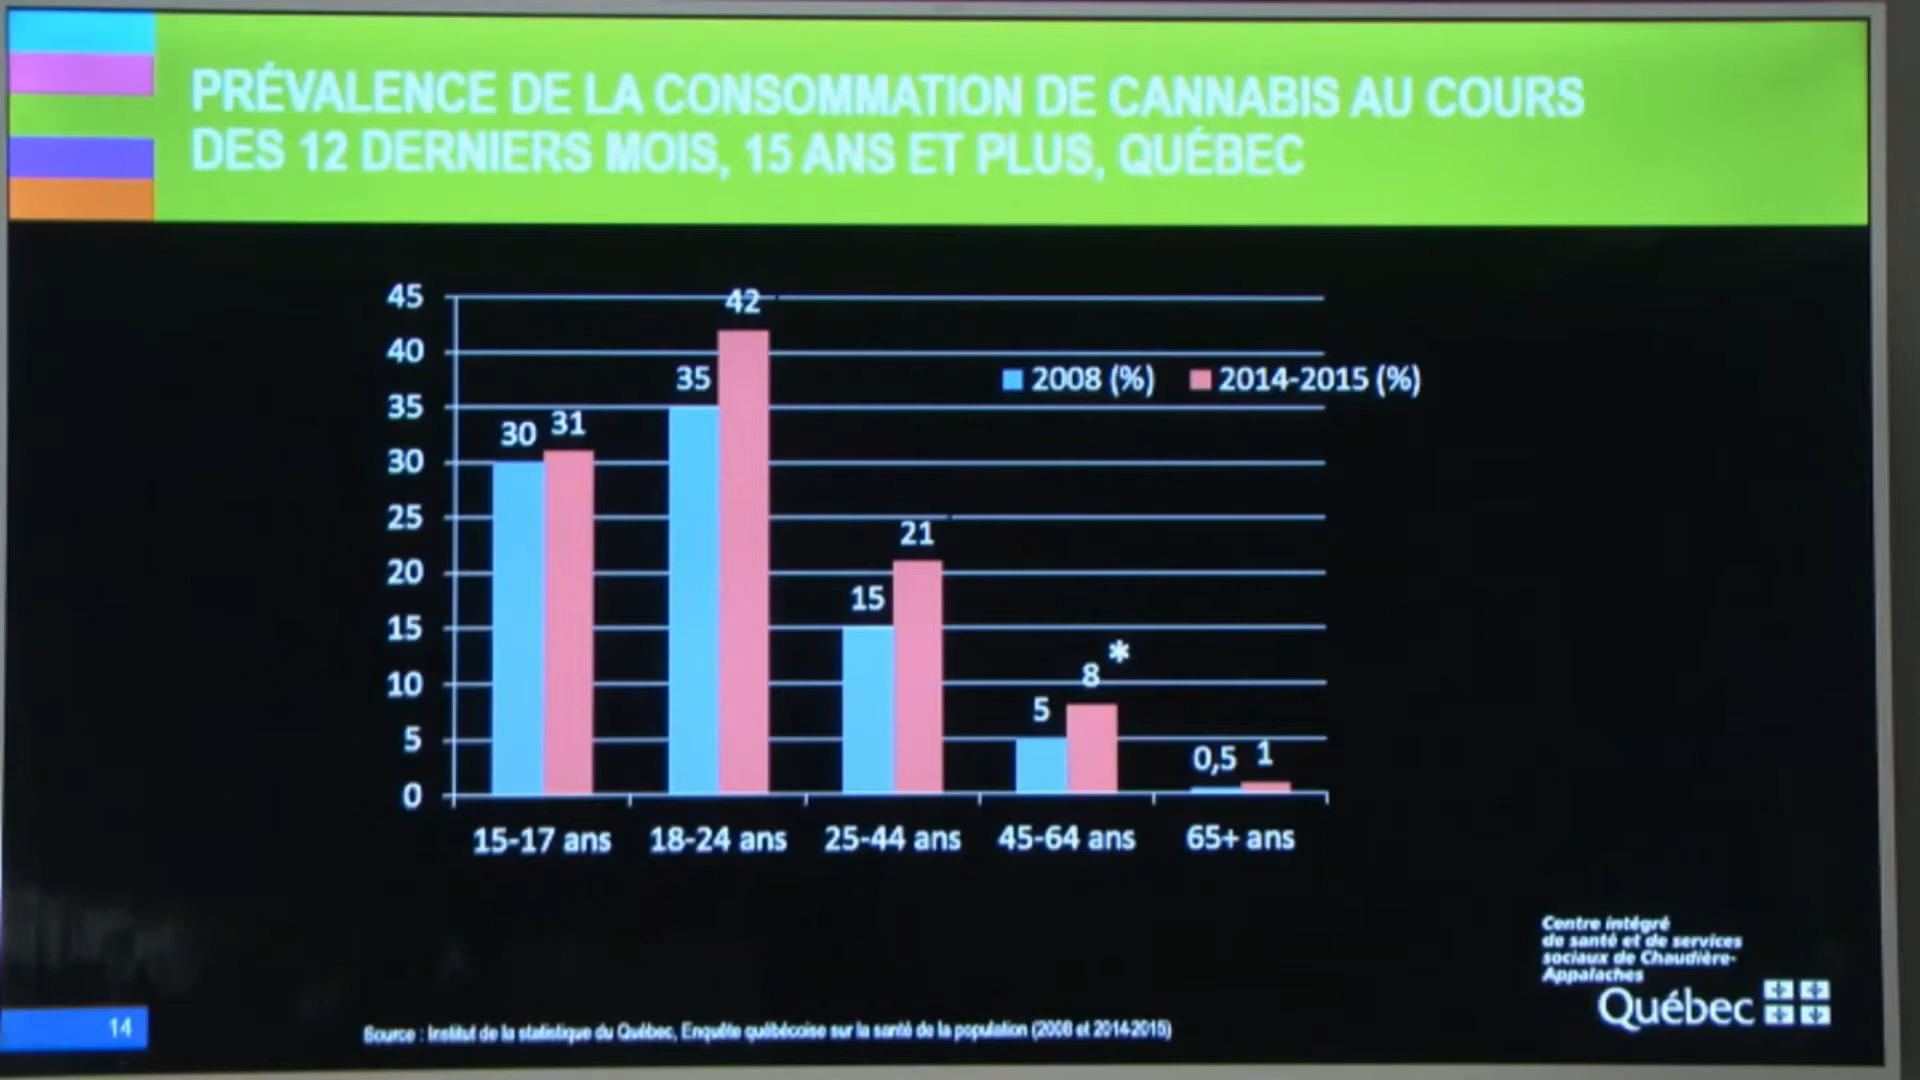 PRÉVALENCE DE LA CONSOMMATION DE CANNABIS AU COURS
DES 12 DERNIERS MOIS, 15 ANS ET PLUS, QUÉBEC
45
40
35
30
25
20
15
10
5
0
30
31
35
42
15
21
5
8 *
0,5
1
2008 (%)
2014-2015 (%)
15-17 ans
18-24 ans
25-44 ans
45-64 ans
65+ ans
Centre intégré
de santé et de services
sociaux de Chaudière-
Appalaches
Québec
14
Source : Institut de la statistique du Québec, Enquête québécoise sur la santé de la population (2008 et 2014-2015)